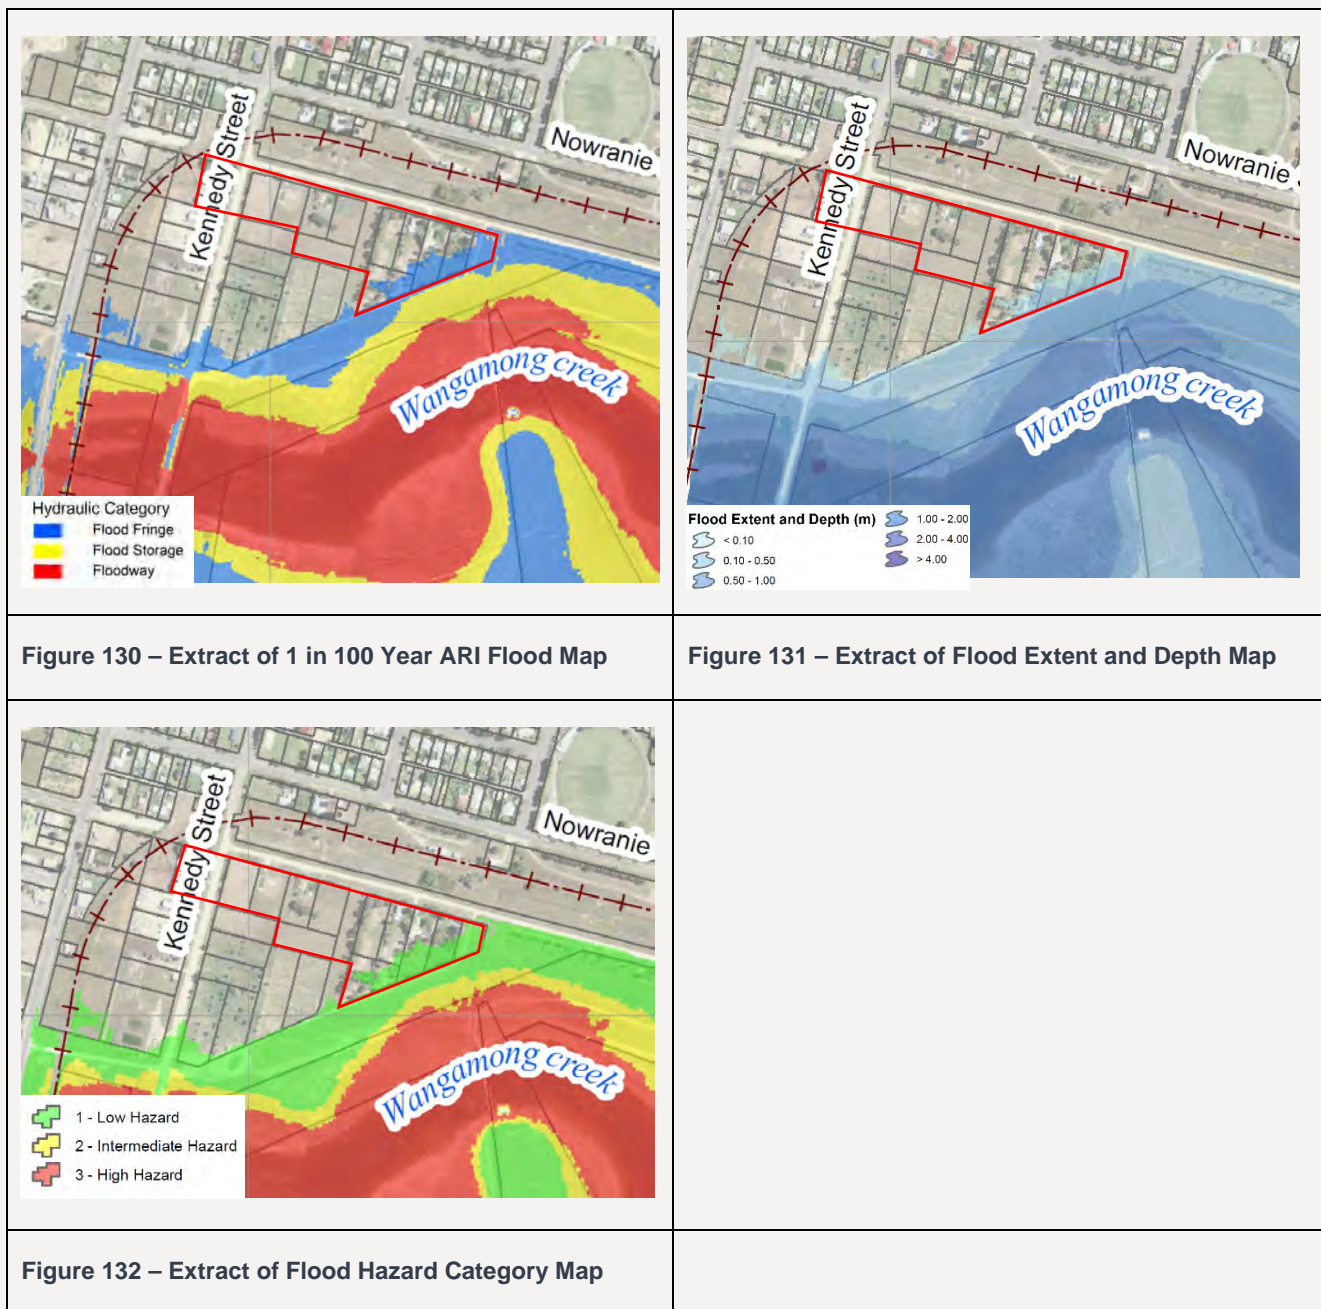 Kennedy Street
Nowranie
Wangamong creek
Hydraulic Category
Flood Fringe
Flood Storage
Floodway
Kennedy Street
Nowranie
Wangamong creek
Flood Extent and Depth (m)
< 0.10
0.10 - 0.50
0.50 - 1.00
1.00 - 2.00
2.00 - 4.00
> 4.00
Figure 130 – Extract of 1 in 100 Year ARI Flood Map
Figure 131 – Extract of Flood Extent and Depth Map
Kennedy Street
Nowranie
Wangamong creek
1 - Low Hazard
2 - Intermediate Hazard
3 - High Hazard
Figure 132 – Extract of Flood Hazard Category Map